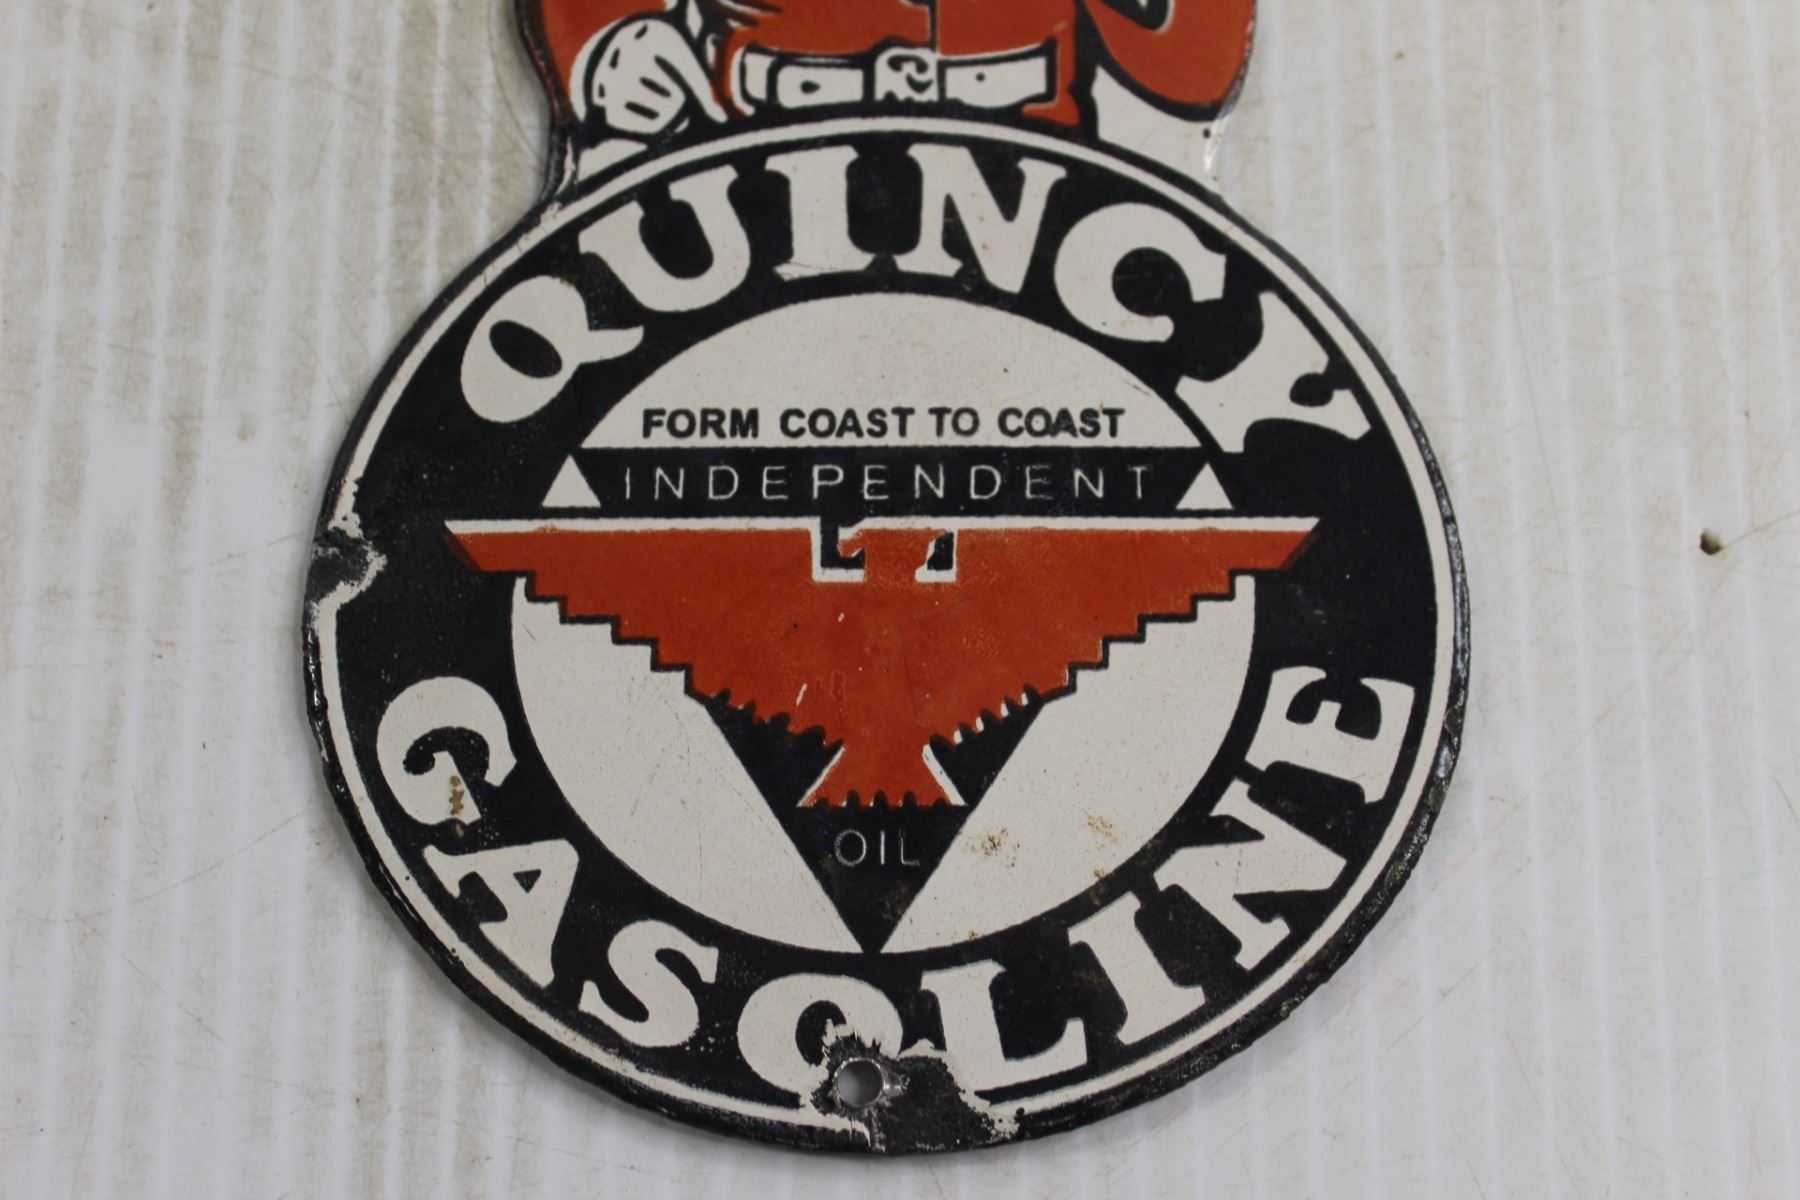 QUINCY
FORM COAST TO COAST
INDEPENDENT
OIL
GASOLINE